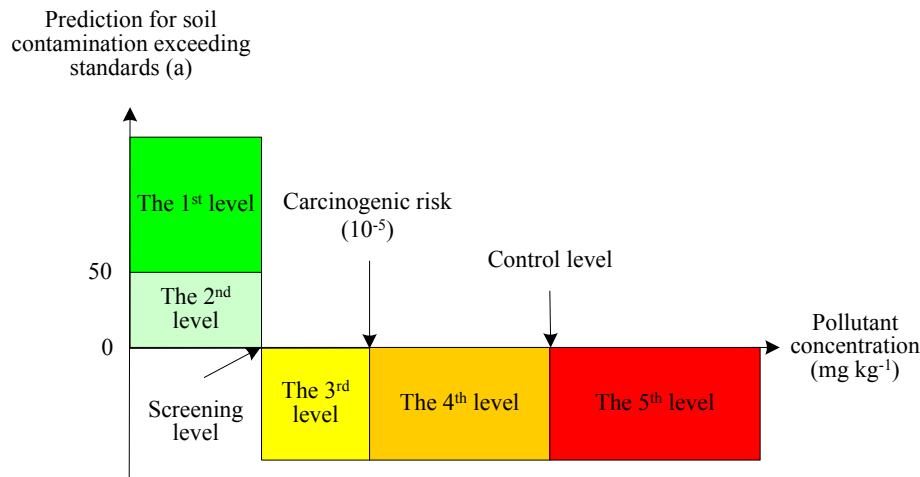 Prediction for soil
contamination exceeding
standards (a)
The 1ˢᵗ level
Carcinogenic risk
(10⁻⁵)
Control level
50
The 2ⁿᵈ
level
0
Pollutant
concentration
(mg kg⁻¹)
Screening
level
The 3ʳᵈ
level
The 4ᵗʰ level
The 5ᵗʰ level